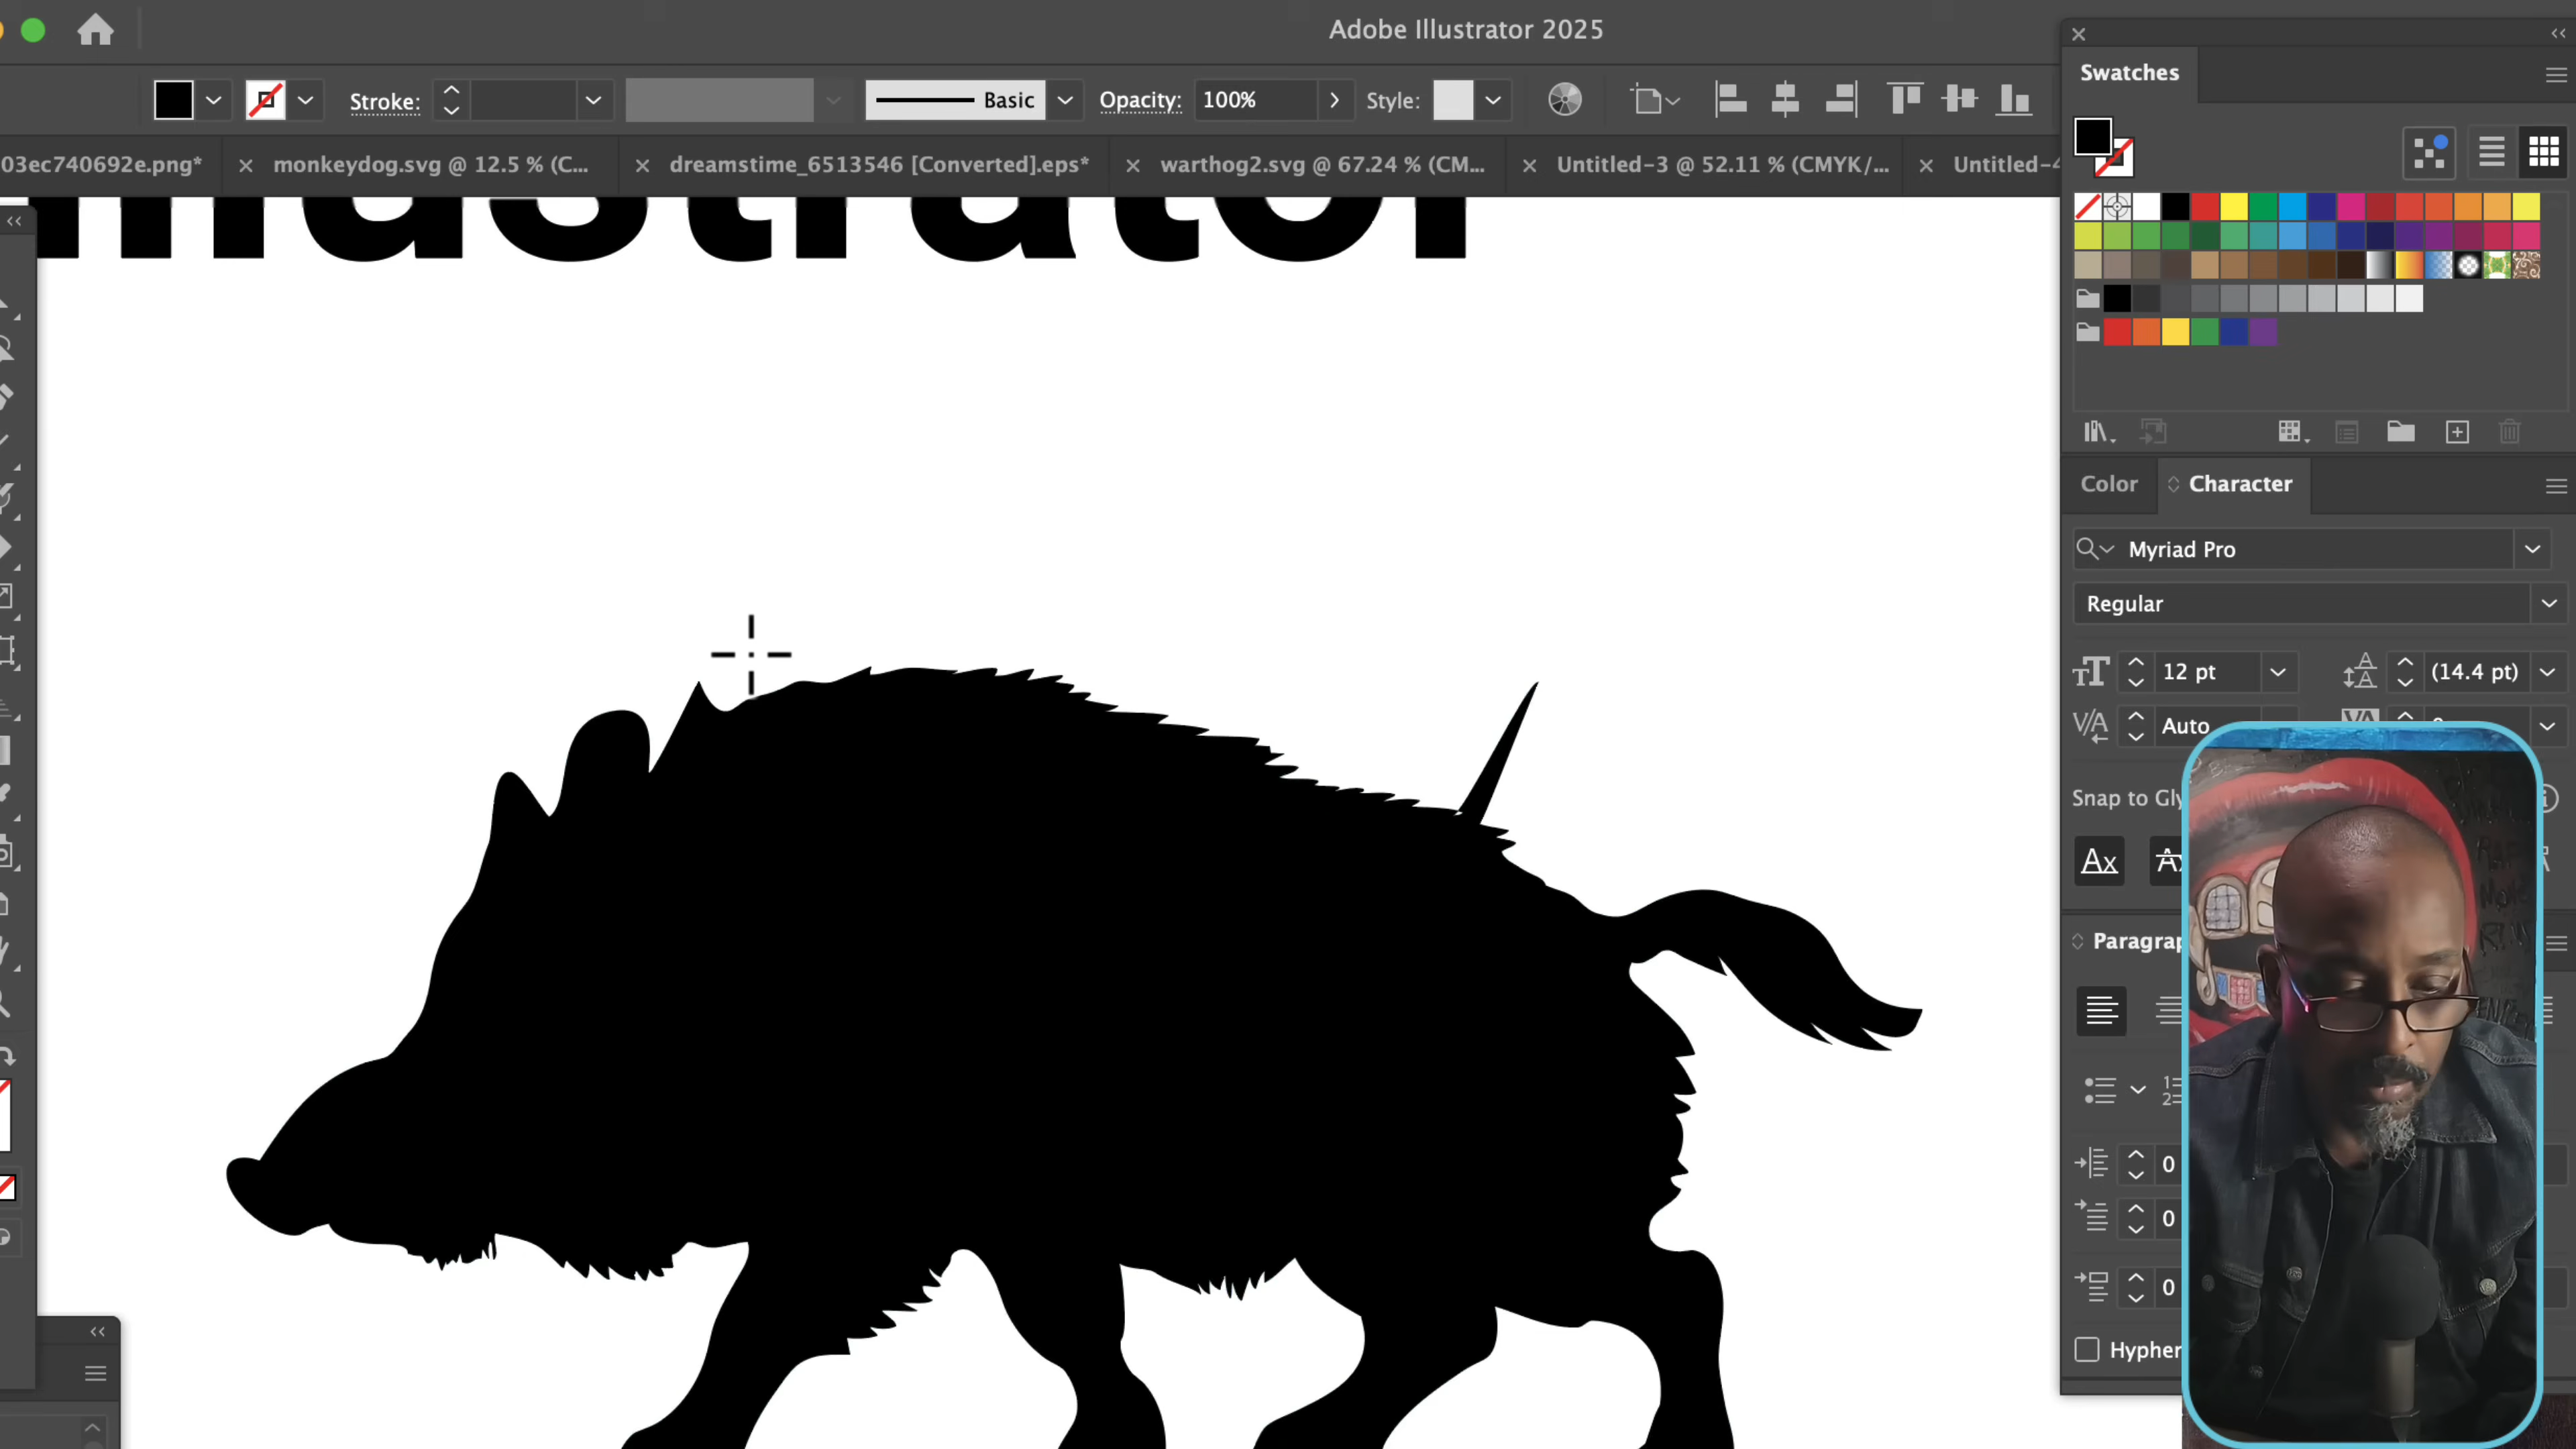 Adobe Illustrator 2025
Stroke:
Basic
Opacity: 100%
Style:
03ec740692e.png*
monkeydog.svg @ 12.5 % (C...
dreamstime_6513546 [Converted].eps*
warthog2.svg @ 67.24 % (CM...
Untitled-3 @ 52.11 % (CMYK/...
Untitled-4
Illustrator
Swatches
Color
Character
Myriad Pro
Regular
12 pt
(14.4 pt)
Auto
Snap to Gly
Paragrap
0
0
0
Hypher